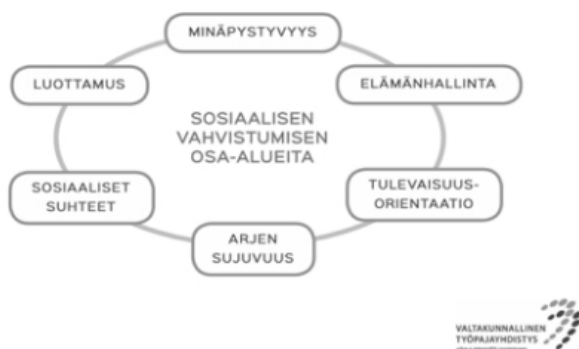 MINÄPYSTYVYYS
LUOTTAMUS
ELÄMÄNHALLINTA
SOSIAALISEN
VAHVISTUMISEN
OSA-ALUEITA
SOSIAALISET
SUHTEET
TULEVAISUUS-
ORIENTAATIO
ARJEN
SUJUVUUS
VALTAKUNNALLINEN
TYÖPAJAYHDISTYS